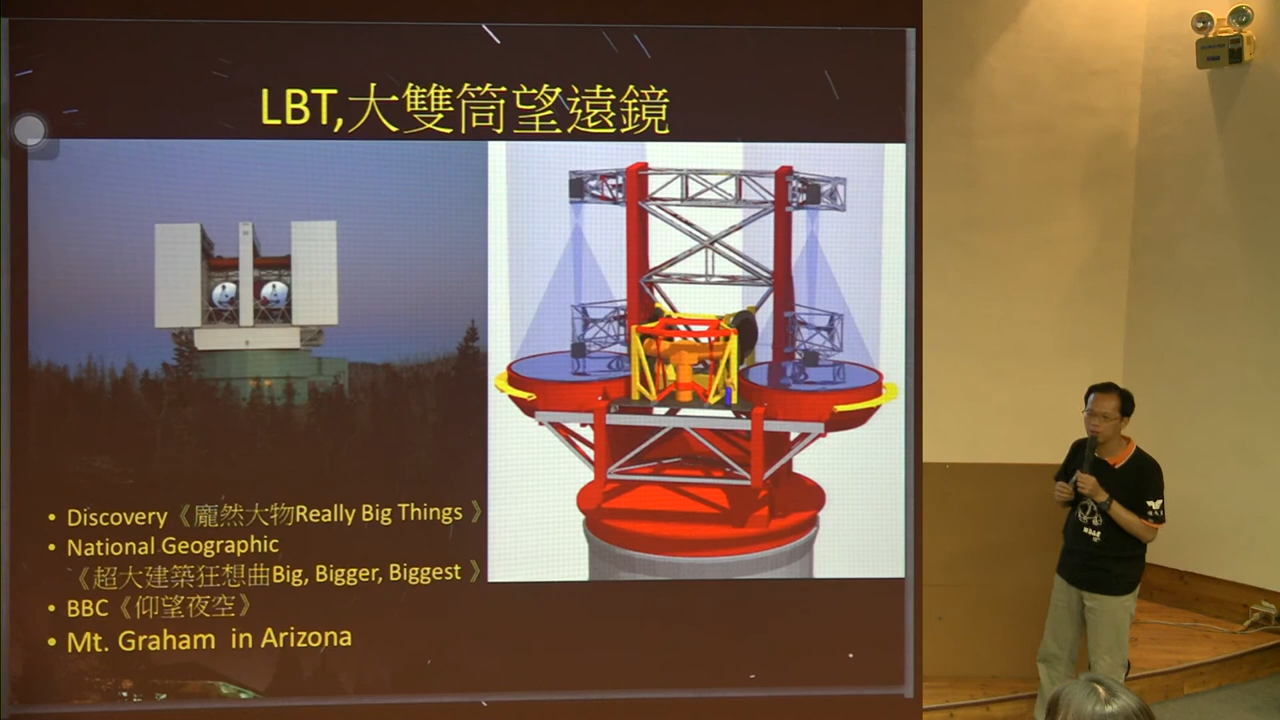 LBT,大雙筒望遠鏡
• Discovery《龐然大物Really Big Things 》
• National Geographic
《超大建築狂想曲Big, Bigger, Biggest 》
• BBC《仰望夜空》
• Mt. Graham in Arizona